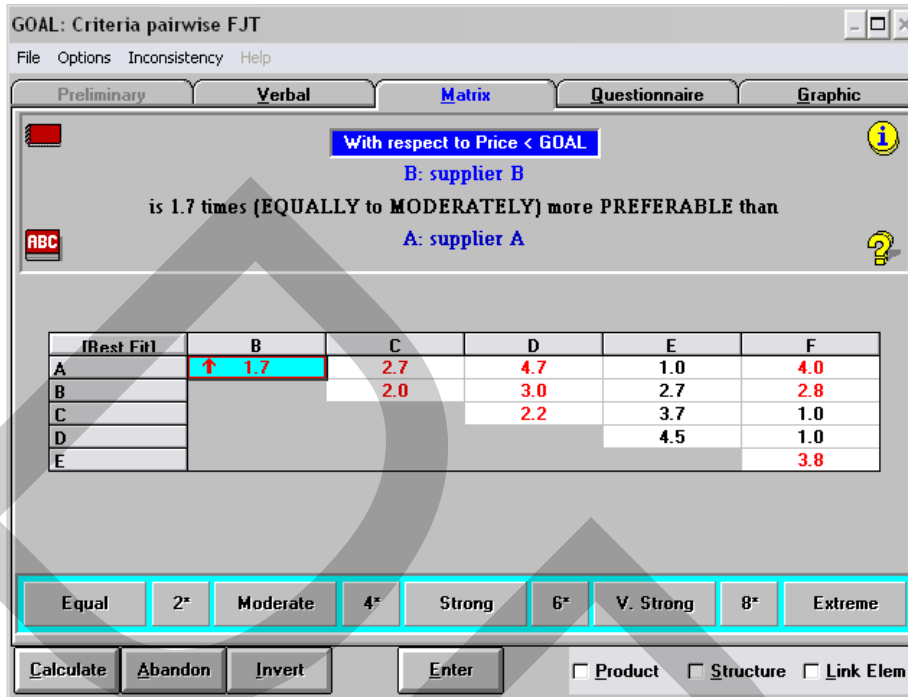 GOAL: Criteria pairwise FJT
File Options Inconsistency Help
Preliminary Verbal Matrix Questionnaire Graphic
With respect to Price < GOAL
B: supplier B
is 1.7 times (EQUALLY to MODERATELY) more PREFERABLE than
ABC A: supplier A
[Best Fit] B C D E F
A 1.7 2.7 4.7 1.0 4.0
B 2.0 3.0 2.7 2.8
C 2.2 3.7 1.0
D 4.5 1.0
E 3.8
Equal 2* Moderate 4* Strong 6* V. Strong 8* Extreme
Calculate Abandon Invert Enter Product Structure Link Elem